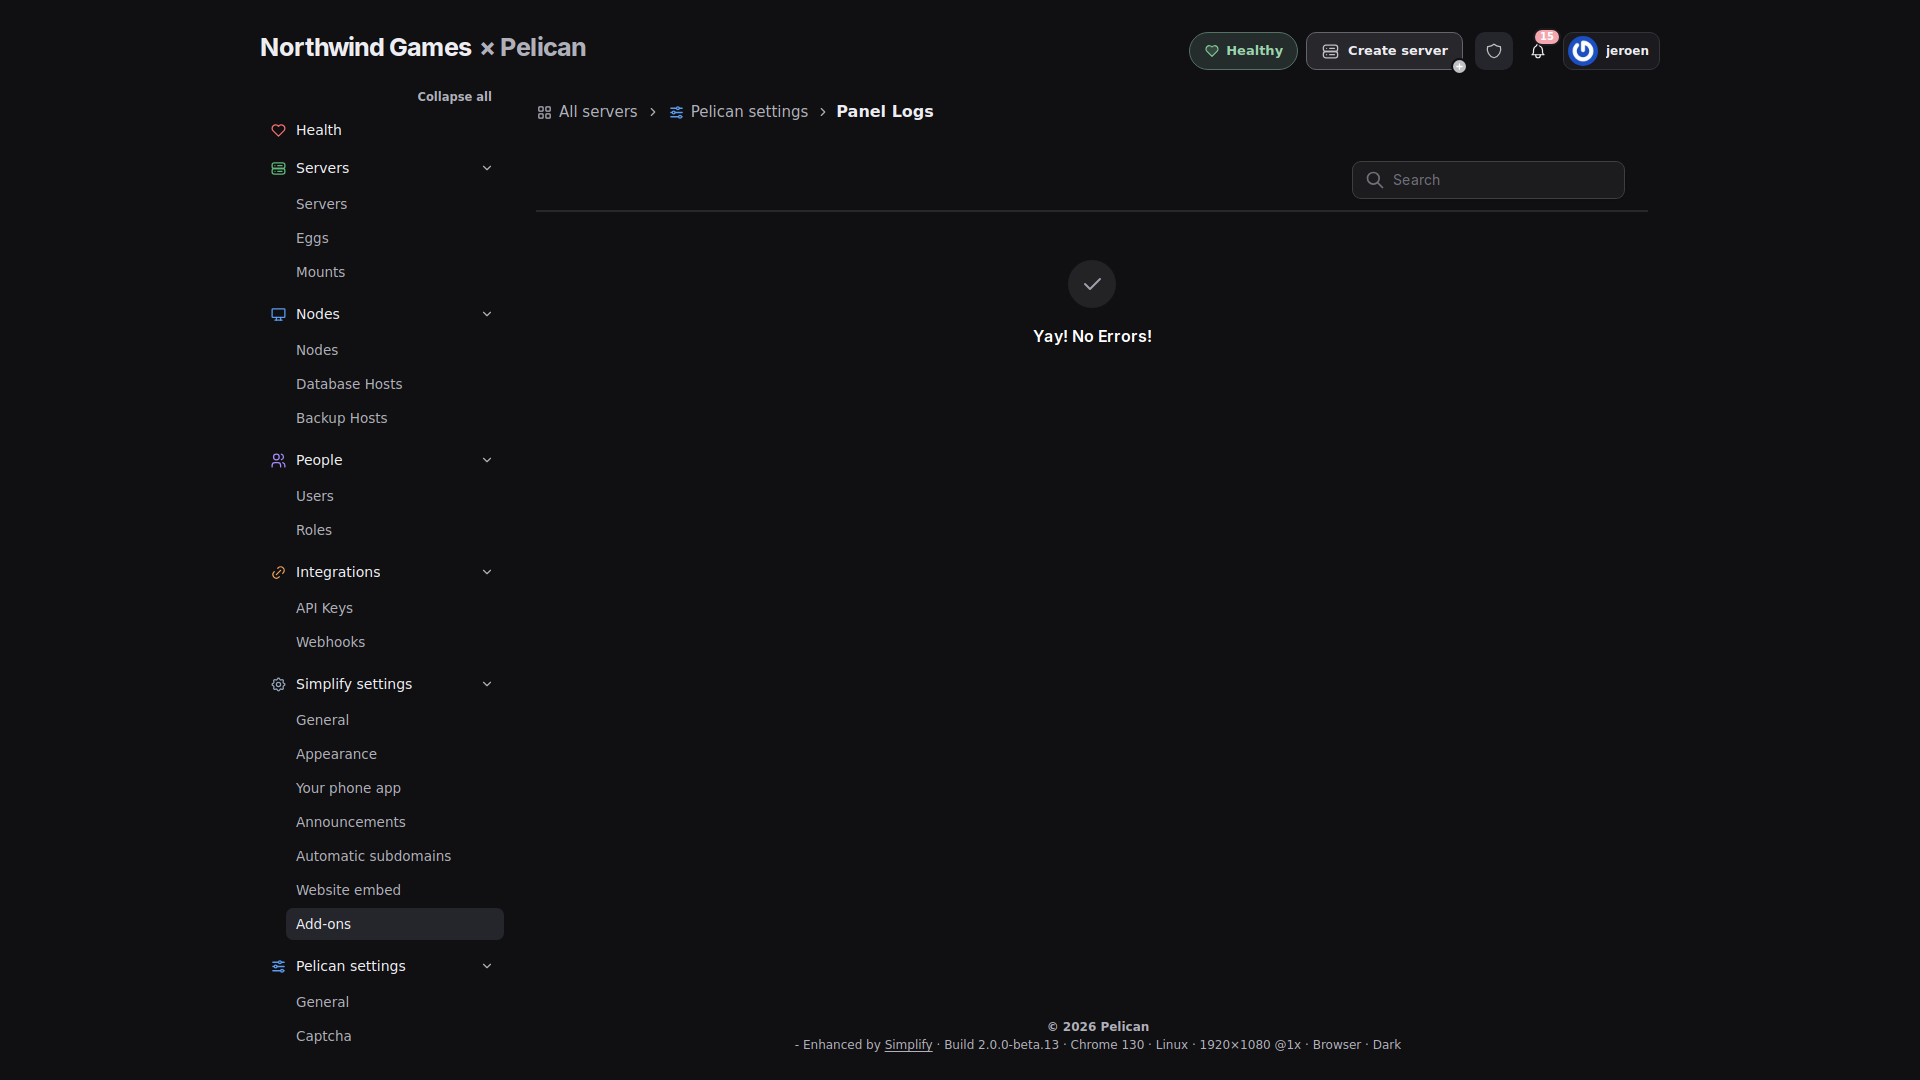 Northwind Games × Pelican
Healthy
Create server
15
jeroen
Collapse all
All servers > Pelican settings > Panel Logs
Health
Servers
Servers
Eggs
Mounts
Nodes
Nodes
Database Hosts
Backup Hosts
People
Users
Roles
Integrations
API Keys
Webhooks
Simplify settings
General
Appearance
Your phone app
Announcements
Automatic subdomains
Website embed
Add-ons
Pelican settings
General
Captcha
Search
Yay! No Errors!
© 2026 Pelican
- Enhanced by Simplify · Build 2.0.0-beta.13 · Chrome 130 · Linux · 1920×1080 @1x · Browser · Dark